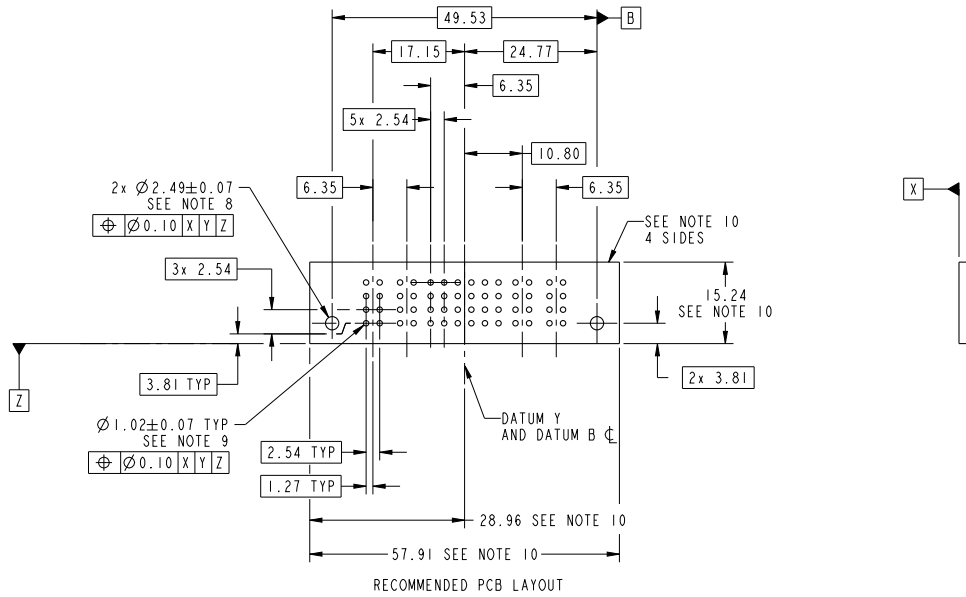 49.53
B
17.15
24.77
6.35
5x 2.54
10.80
6.35
6.35
X
2x Ø2.49±0.07
SEE NOTE 8
⌖ Ø0.10 X Y Z
SEE NOTE 10
4 SIDES
3x 2.54
15.24
SEE NOTE 10
3.81 TYP
2x 3.81
Z
Ø1.02±0.07 TYP
SEE NOTE 9
⌖ Ø0.10 X Y Z
DATUM Y
AND DATUM B ℄
2.54 TYP
1.27 TYP
28.96 SEE NOTE 10
57.91 SEE NOTE 10
RECOMMENDED PCB LAYOUT